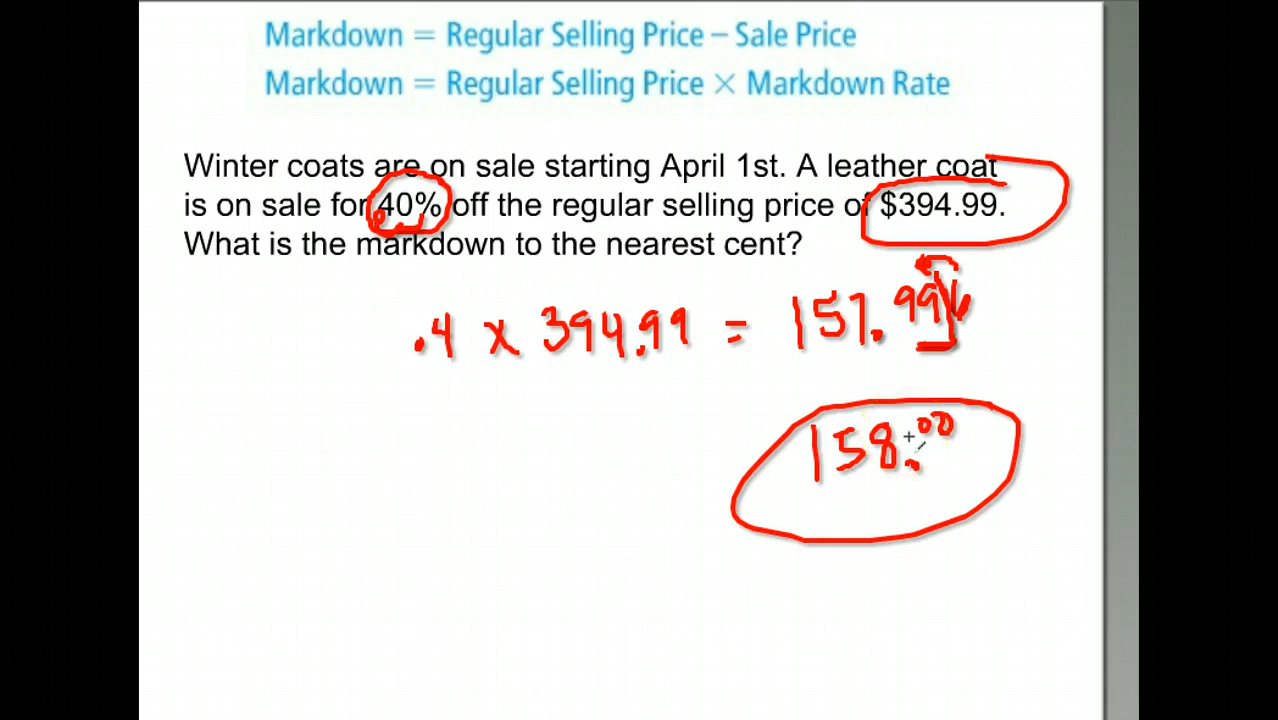 Markdown = Regular Selling Price – Sale Price
Markdown = Regular Selling Price × Markdown Rate
Winter coats are on sale starting April 1st. A leather coat
is on sale for 40% off the regular selling price of $394.99.
What is the markdown to the nearest cent?
.4 x 394.99 = 157.996
158.00